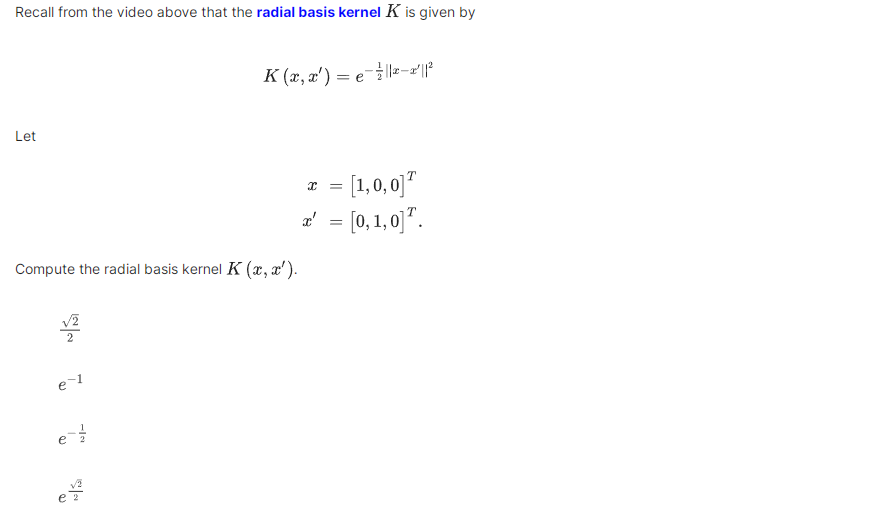 Recall from the video above that the radial basis kernel K is given by
K (x, x′) = e^{-\frac{1}{2}||x-x′||^2}
Let
x = [1, 0, 0]^T
x′ = [0, 1, 0]^T.
Compute the radial basis kernel K (x, x′).
\frac{\sqrt{2}}{2}
e^{-1}
e^{-\frac{1}{2}}
e^{\frac{\sqrt{2}}{2}}